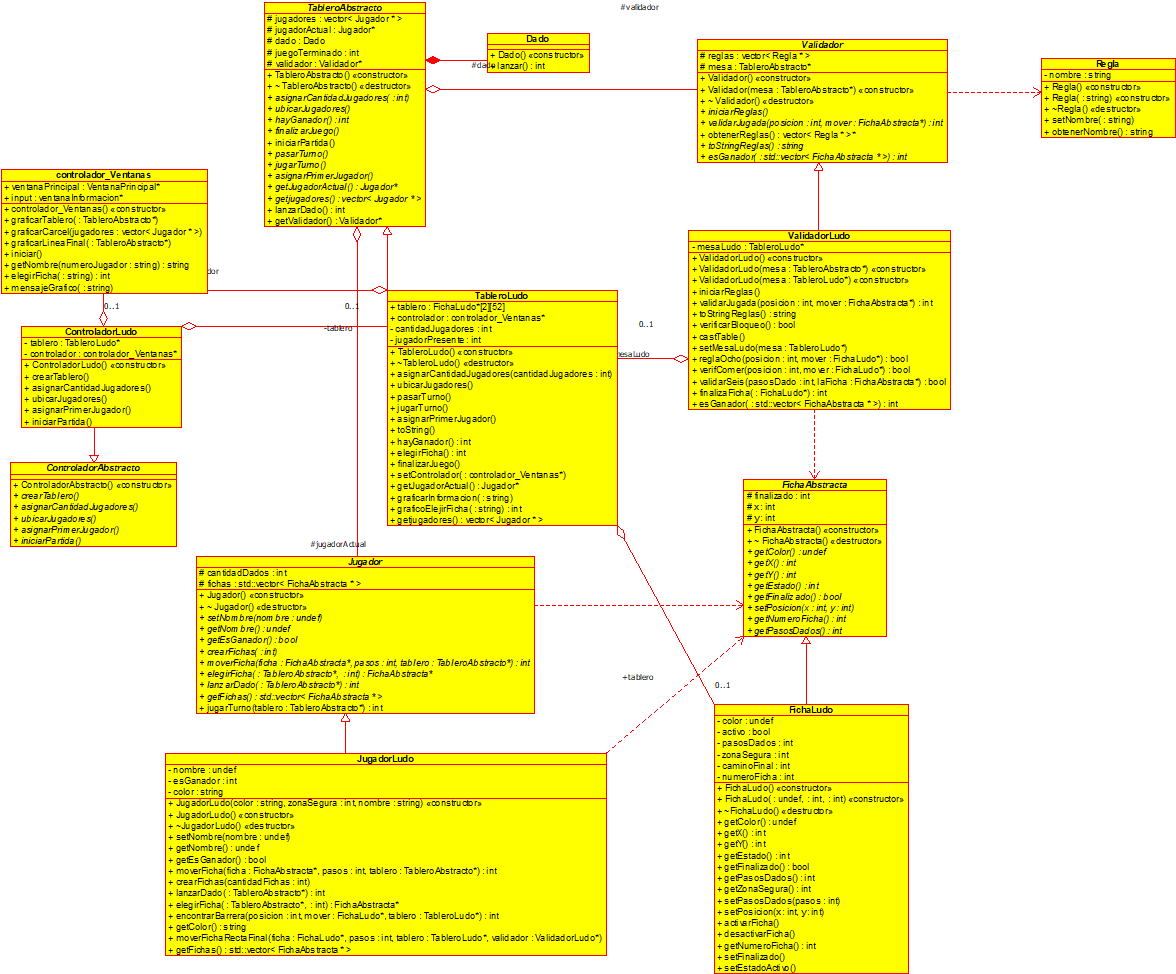 #validador
TableroAbstracto
# jugadores : vector< Jugador * >
# jugadorActual : Jugador*
# dado : Dado
# juegoTerminado : int
# validador : Validador*
+ TableroAbstracto() «constructor»
+ ~ TableroAbstracto() «destructor»
+ asignarCantidadJugadores( : int)
+ ubicarJugadores()
+ hayGanador() : int
+ finalizarJuego()
+ iniciarPartida()
+ pasarTurno()
+ jugarTurno()
+ asignarPrimerJugador()
+ getJugadorActual() : Jugador*
+ getjugadores() : vector< Jugador * >
+ lanzarDado() : int
+ getValidador() : Validador*
Dado
+ Dado() «constructor»
+ lanzar() : int
#dado
Validador
# reglas : vector< Regla * >
# mesa : TableroAbstracto*
+ Validador() «constructor»
+ Validador(mesa : TableroAbstracto*) «constructor»
+ ~ Validador() «destructor»
+ iniciarReglas()
+ validarJugada(posicion : int, mover : FichaAbstracta*) : int
+ obtenerReglas() : vector< Regla * >*
+ toStringReglas() : string
+ esGanador( : std::vector< FichaAbstracta * >) : int
Regla
- nombre : string
+ Regla() «constructor»
+ Regla( : string) «constructor»
+ ~Regla() «destructor»
+ setNombre( : string)
+ obtenerNombre() : string
controlador_Ventanas
+ ventanaPrincipal : VentanaPrincipal*
+ input : ventanaInformacion*
+ controlador_Ventanas() «constructor»
+ graficarTablero( : TableroAbstracto*)
+ graficarCarcel(jugadores : vector< Jugador * >)
+ graficarLineaFinal( : TableroAbstracto*)
+ iniciar()
+ getNombre(numeroJugador : string) : string
+ elegirFicha( : string) : int
+ mensajeGrafico( : string)
dor
0..1
0..1
ValidadorLudo
- mesaLudo : TableroLudo*
+ ValidadorLudo() «constructor»
+ ValidadorLudo(mesa : TableroAbstracto*) «constructor»
+ ValidadorLudo(mesa : TableroLudo*) «constructor»
+ iniciarReglas()
+ validarJugada(posicion : int, mover : FichaAbstracta*) : int
+ toStringReglas() : string
+ verificarBloqueo() : bool
+ castTable()
+ setMesaLudo(mesa : TableroLudo*)
+ reglaOcho(posicion : int, mover : FichaLudo*) : bool
+ verifComer(posicion : int, mover : FichaLudo*) : bool
+ validarSeis(pasosDado : int, laFicha : FichaAbstracta*) : bool
+ finalizaFicha( : FichaLudo*) : int
+ esGanador( : std::vector< FichaAbstracta * >) : int
0..1
mesaLudo
-tablero
ControladorLudo
- tablero : TableroLudo*
- controlador : controlador_Ventanas*
+ ControladorLudo() «constructor»
+ crearTablero()
+ asignarCantidadJugadores()
+ ubicarJugadores()
+ asignarPrimerJugador()
+ iniciarPartida()
TableroLudo
+ tablero : FichaLudo*[2][52]
+ controlador : controlador_Ventanas*
- cantidadJugadores : int
- jugadorPresente : int
+ TableroLudo() «constructor»
+ ~TableroLudo() «destructor»
+ asignarCantidadJugadores(cantidadJugadores : int)
+ ubicarJugadores()
+ pasarTurno()
+ jugarTurno()
+ asignarPrimerJugador()
+ toString()
+ hayGanador() : int
+ elegirFicha() : int
+ finalizarJuego()
+ setControlador( : controlador_Ventanas*)
+ getJugadorActual() : Jugador*
+ graficarInformacion( : string)
+ graficoElejirFicha( : string) : int
+ getjugadores() : vector< Jugador * >
ControladorAbstracto
+ ControladorAbstracto() «constructor»
+ crearTablero()
+ asignarCantidadJugadores()
+ ubicarJugadores()
+ asignarPrimerJugador()
+ iniciarPartida()
FichaAbstracta
# finalizado : int
# x : int
# y : int
+ FichaAbstracta() «constructor»
+ ~ FichaAbstracta() «destructor»
+ getColor() : undef
+ getX() : int
+ getY() : int
+ getEstado() : int
+ getFinalizado() : bool
+ setPosicion(x : int, y : int)
+ getNumeroFicha() : int
+ getPasosDados() : int
#jugadorActual
Jugador
# cantidadDados : int
# fichas : std::vector< FichaAbstracta * >
+ Jugador() «constructor»
+ ~ Jugador() «destructor»
+ setNombre(nombre : undef)
+ getNombre() : undef
+ getEsGanador() : bool
+ crearFichas( : int)
+ moverFicha(ficha : FichaAbstracta*, pasos : int, tablero : TableroAbstracto*) : int
+ elegirFicha( : TableroAbstracto*, : int) : FichaAbstracta*
+ lanzarDado( : TableroAbstracto*) : int
+ getFichas() : std::vector< FichaAbstracta * >
+ jugarTurno(tablero : TableroAbstracto*) : int
+tablero
0..1
JugadorLudo
- nombre : undef
- esGanador : int
- color : string
+ JugadorLudo(color : string, zonaSegura : int, nombre : string) «constructor»
+ JugadorLudo() «constructor»
+ ~JugadorLudo() «destructor»
+ setNombre(nombre : undef)
+ getNombre() : undef
+ getEsGanador() : bool
+ moverFicha(ficha : FichaAbstracta*, pasos : int, tablero : TableroAbstracto*) : int
+ crearFichas(cantidadFichas : int)
+ lanzarDado( : TableroAbstracto*) : int
+ elegirFicha( : TableroAbstracto*, : int) : FichaAbstracta*
+ encontrarBarrera(posicion : int, mover : FichaLudo*, tablero : TableroLudo*) : int
+ getColor() : string
+ moverFichaRectaFinal(ficha : FichaLudo*, pasos : int, tablero : TableroLudo*, validador : ValidadorLudo*)
+ getFichas() : std::vector< FichaAbstracta * >
FichaLudo
- color : undef
- activo : bool
- pasosDados : int
- zonaSegura : int
- caminoFinal : int
- numeroFicha : int
+ FichaLudo() «constructor»
+ FichaLudo( : undef, : int, : int) «constructor»
+ ~FichaLudo() «destructor»
+ getColor() : undef
+ getX() : int
+ getY() : int
+ getEstado() : int
+ getFinalizado() : bool
+ getPasosDados() : int
+ getZonaSegura() : int
+ setPasosDados(pasos : int)
+ setPosicion(x : int, y : int)
+ activarFicha()
+ desactivarFicha()
+ getNumeroFicha() : int
+ setFinalizado()
+ setEstadoActivo()